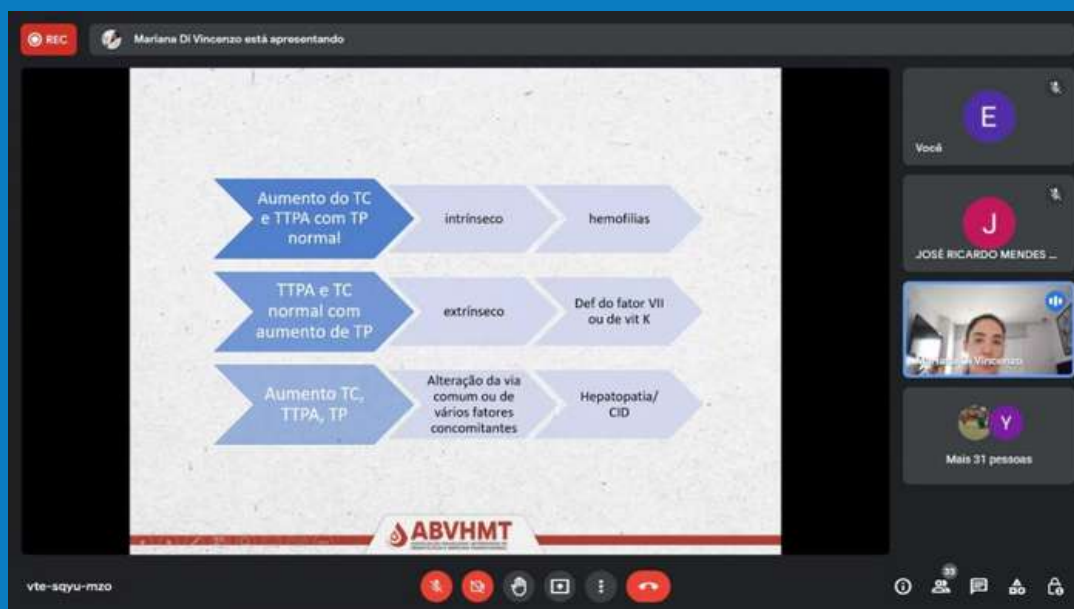 REC
Mariana Di Vincenzo está apresentando
Aumento do TC
e TTPA com TP
normal
intrínseco
hemofilias
TTPA e TC
normal com
aumento de TP
extrínseco
Def do fator VII
ou de vit K
Aumento TC,
TTPA, TP
Alteração da via
comum ou de
vários fatores
concomitantes
Hepatopatia/
CID
ABVHMT
E
Você
J
JOSÉ RICARDO MENDES ...
Mariana Di Vincenzo
Y
Mais 31 pessoas
vte-sqyu-mzo
33